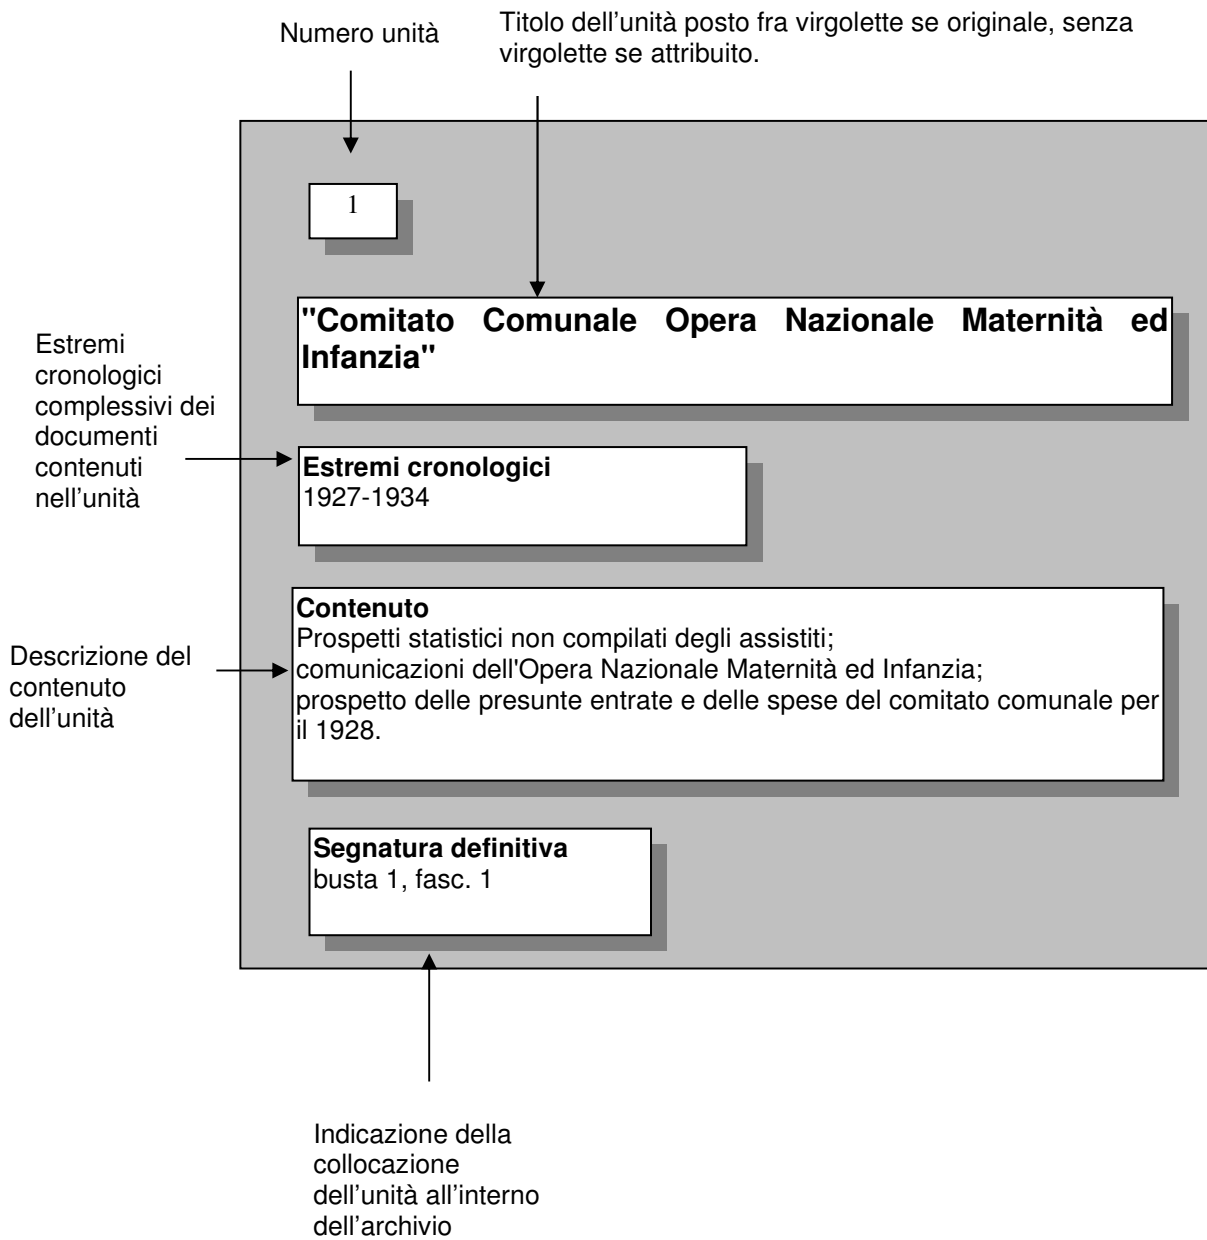 Numero unità
Titolo dell’unità posto fra virgolette se originale, senza
virgolette se attribuito.
1
"Comitato Comunale Opera Nazionale Maternità ed
Infanzia"
Estremi
cronologici
complessivi dei
documenti
contenuti
nell’unità
Estremi cronologici
1927-1934
Descrizione del
contenuto
dell’unità
Contenuto
Prospetti statistici non compilati degli assistiti;
comunicazioni dell'Opera Nazionale Maternità ed Infanzia;
prospetto delle presunte entrate e delle spese del comitato comunale per
il 1928.
Segnatura definitiva
busta 1, fasc. 1
Indicazione della
collocazione
dell’unità all’interno
dell’archivio